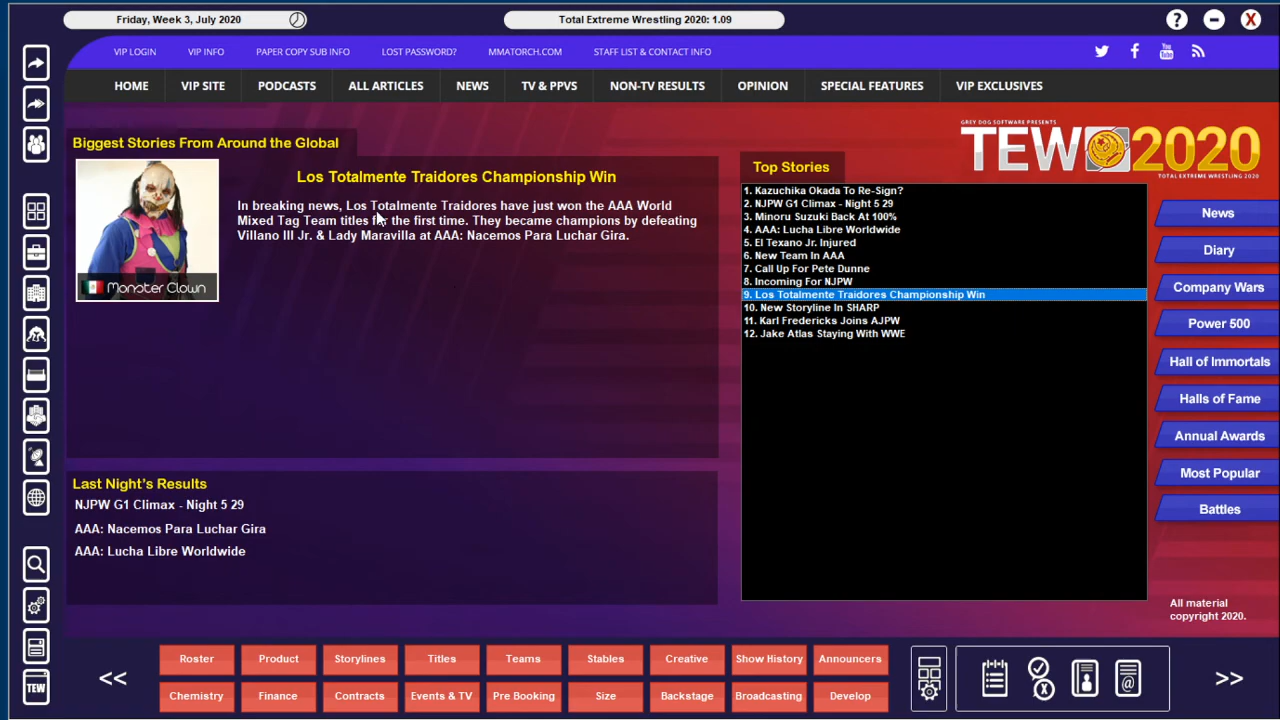 Friday, Week 3, July 2020
Total Extreme Wrestling 2020: 1.09
?
X
VIP LOGIN
VIP INFO
PAPER COPY SUB INFO
LOST PASSWORD?
MMATORCH.COM
STAFF LIST & CONTACT INFO
HOME
VIP SITE
PODCASTS
ALL ARTICLES
NEWS
TV & PPVS
NON-TV RESULTS
OPINION
SPECIAL FEATURES
VIP EXCLUSIVES
GREY DOG SOFTWARE PRESENTS
TEW 2020
TOTAL EXTREME WRESTLING 2020
Biggest Stories From Around the Global
Los Totalmente Traidores Championship Win
In breaking news, Los Totalmente Traidores have just won the AAA World
Mixed Tag Team titles for the first time. They became champions by defeating
Villano III Jr. & Lady Maravilla at AAA: Nacemos Para Luchar Gira.
Monster Clown
Top Stories
1. Kazuchika Okada To Re-Sign?
2. NJPW G1 Climax - Night 5 29
3. Minoru Suzuki Back At 100%
4. AAA: Lucha Libre Worldwide
5. El Texano Jr. Injured
6. New Team In AAA
7. Call Up For Pete Dunne
8. Incoming For NJPW
9. Los Totalmente Traidores Championship Win
10. New Storyline In SHARP
11. Karl Fredericks Joins AJPW
12. Jake Atlas Staying With WWE
News
Diary
Company Wars
Power 500
Hall of Immortals
Halls of Fame
Annual Awards
Most Popular
Battles
Last Night's Results
NJPW G1 Climax - Night 5 29
AAA: Nacemos Para Luchar Gira
AAA: Lucha Libre Worldwide
All material
copyright 2020.
<<
Roster
Product
Storylines
Titles
Teams
Stables
Creative
Show History
Announcers
Chemistry
Finance
Contracts
Events & TV
Pre Booking
Size
Backstage
Broadcasting
Develop
>>
TEW